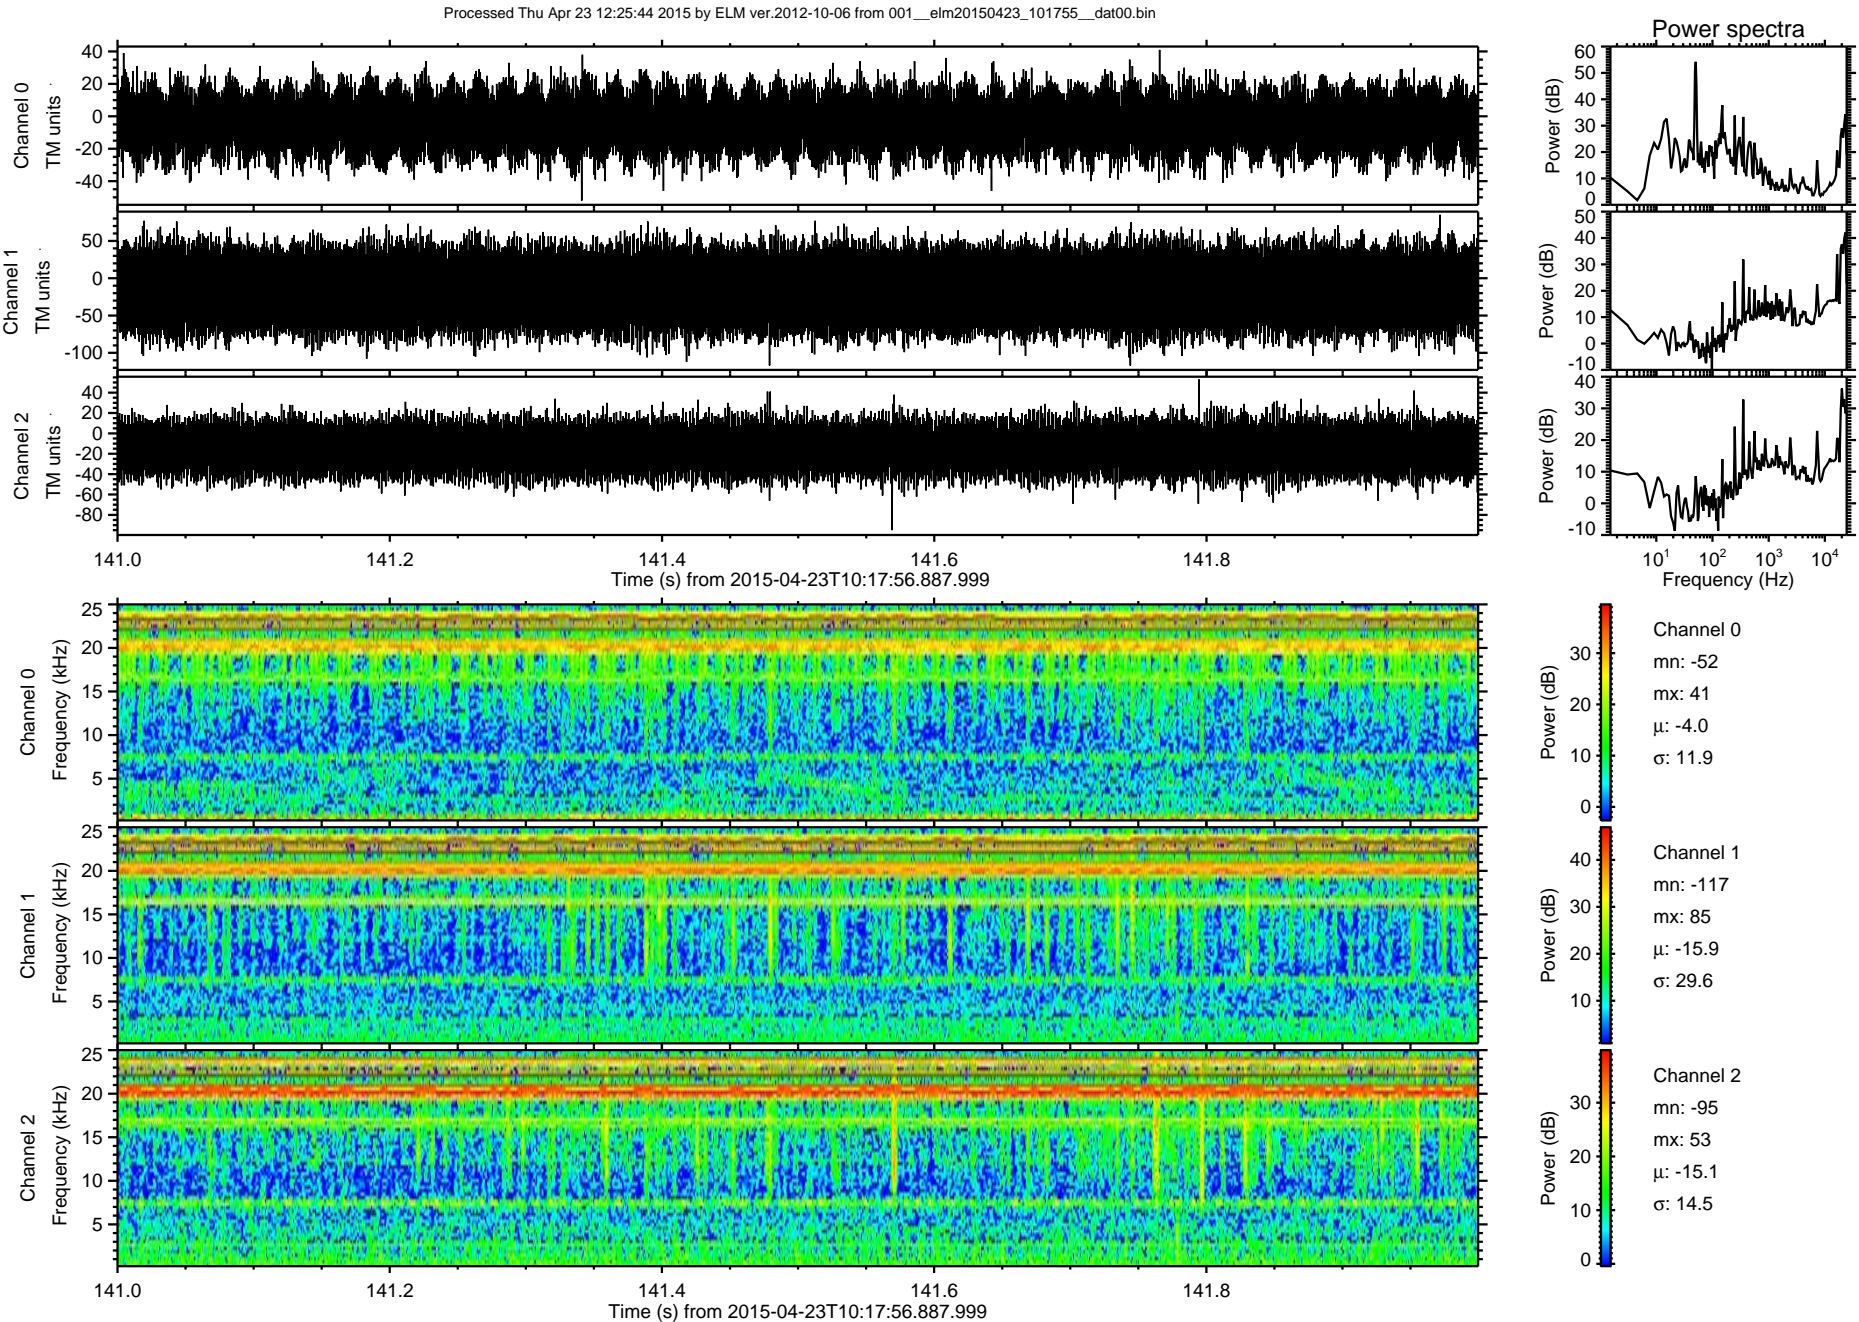 Processed Thu Apr 23 12:25:44 2015 by ELM ver.2012-10-06 from 001__elm20150423_101755__dat00.bin
Power spectra
Channel 0
TM units
40
20
0
-20
-40
Power (dB)
60
50
40
30
20
10
0
Channel 1
TM units
50
0
-50
-100
Power (dB)
50
40
30
20
10
0
-10
Channel 2
TM units
40
20
0
-20
-40
-60
-80
Power (dB)
40
30
20
10
0
-10
141.0 141.2 141.4 141.6 141.8
Time (s) from 2015-04-23T10:17:56.887.999
10^1 10^2 10^3 10^4
Frequency (Hz)
Channel 0
Frequency (kHz)
25
20
15
10
5
Power (dB)
30
20
10
0
Channel 0
mn: -52
mx: 41
μ: -4.0
σ: 11.9
Channel 1
Frequency (kHz)
25
20
15
10
5
Power (dB)
40
30
20
10
Channel 1
mn: -117
mx: 85
μ: -15.9
σ: 29.6
Channel 2
Frequency (kHz)
25
20
15
10
5
Power (dB)
30
20
10
0
Channel 2
mn: -95
mx: 53
μ: -15.1
σ: 14.5
141.0 141.2 141.4 141.6 141.8
Time (s) from 2015-04-23T10:17:56.887.999